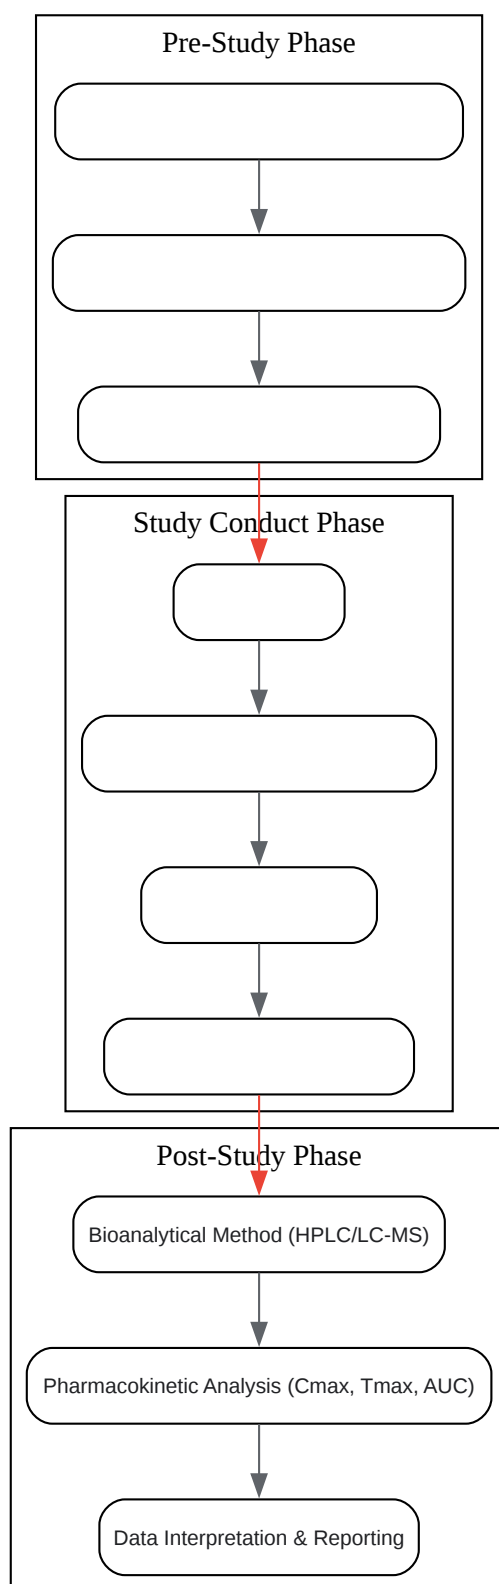 Pre-Study Phase
Study Conduct Phase
Post-Study Phase
Bioanalytical Method (HPLC/LC-MS)
Pharmacokinetic Analysis (Cmax, Tmax, AUC)
Data Interpretation & Reporting